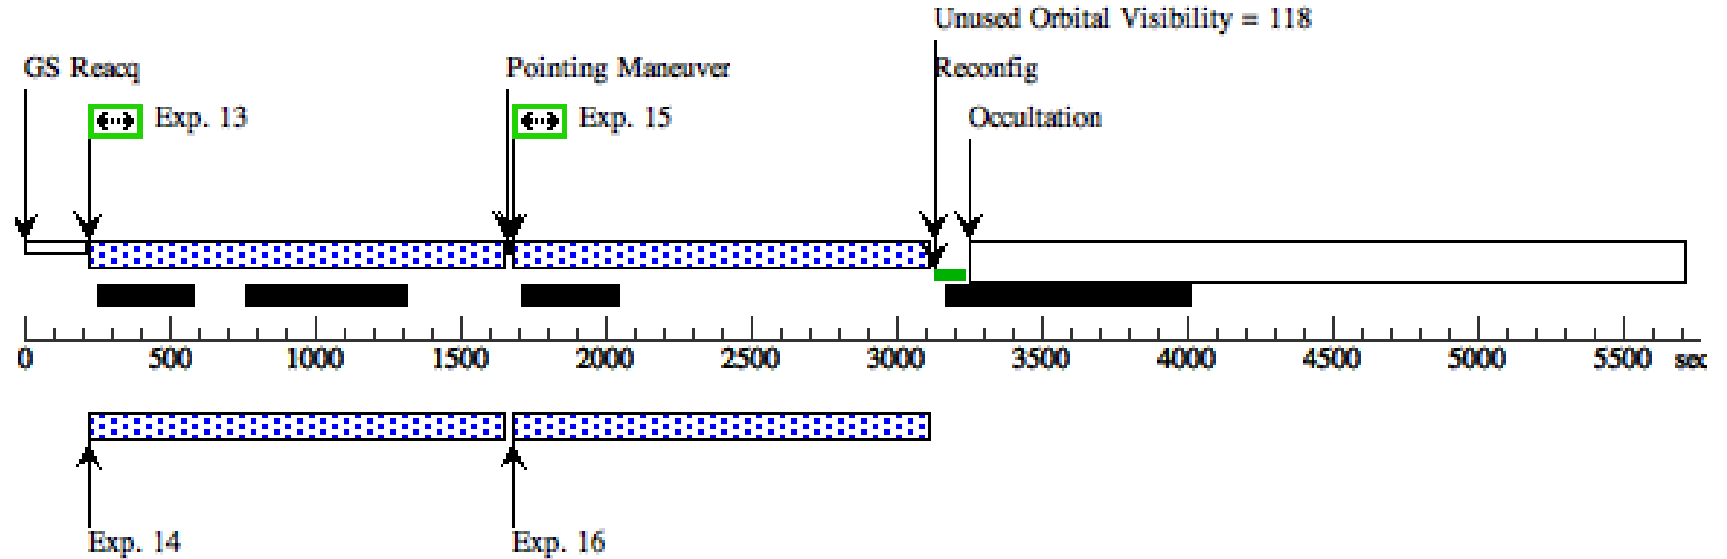 Unused Orbital Visibility = 118
GS Reacq
Pointing Maneuver
Reconfig
Exp. 13
Exp. 15
Occultation
0 500 1000 1500 2000 2500 3000 3500 4000 4500 5000 5500 sec
Exp. 14
Exp. 16